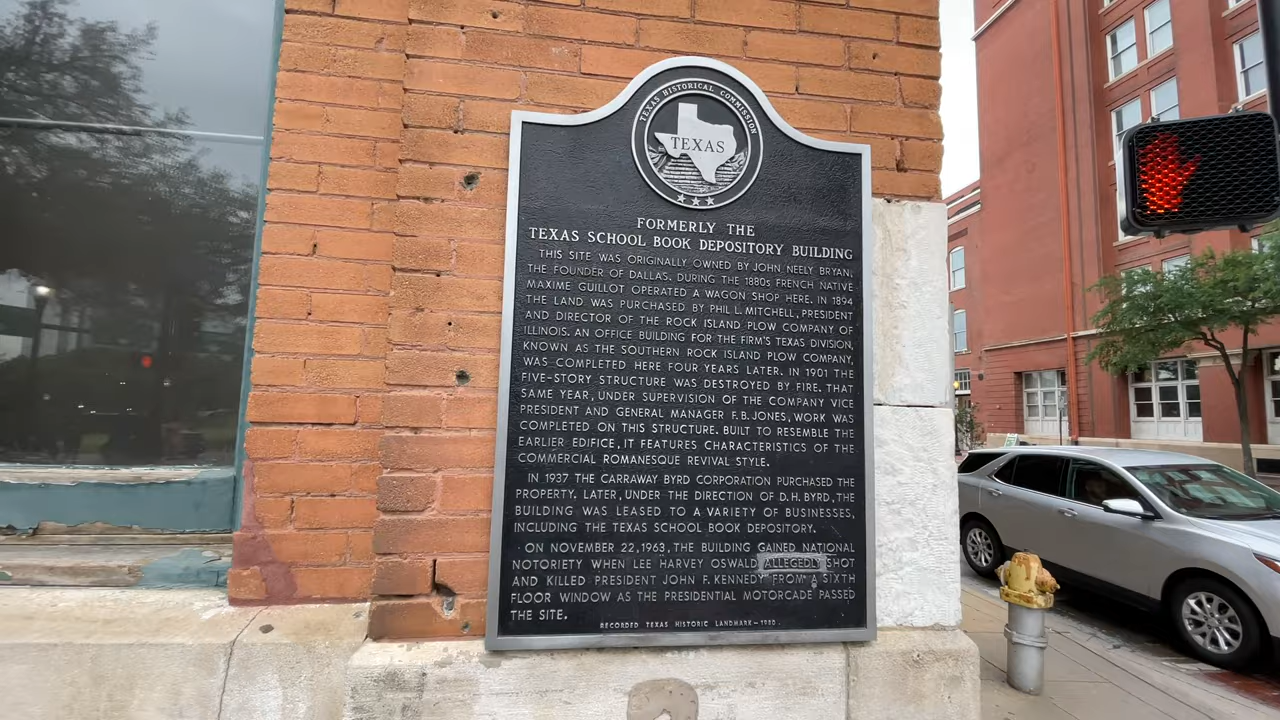 TEXAS HISTORICAL COMMISSION
TEXAS
FORMERLY THE
TEXAS SCHOOL BOOK DEPOSITORY BUILDING
THIS SITE WAS ORIGINALLY OWNED BY JOHN NEELY BRYAN,
THE FOUNDER OF DALLAS. DURING THE 1880s FRENCH NATIVE
MAXIME GUILLOT OPERATED A WAGON SHOP HERE. IN 1894
THE LAND WAS PURCHASED BY PHIL L. MITCHELL, PRESIDENT
AND DIRECTOR OF THE ROCK ISLAND PLOW COMPANY OF
ILLINOIS. AN OFFICE BUILDING FOR THE FIRM'S TEXAS DIVISION,
KNOWN AS THE SOUTHERN ROCK ISLAND PLOW COMPANY,
WAS COMPLETED HERE FOUR YEARS LATER. IN 1901 THE
FIVE-STORY STRUCTURE WAS DESTROYED BY FIRE. THAT
SAME YEAR, UNDER SUPERVISION OF THE COMPANY VICE
PRESIDENT AND GENERAL MANAGER F.B. JONES, WORK WAS
COMPLETED ON THIS STRUCTURE. BUILT TO RESEMBLE THE
EARLIER EDIFICE, IT FEATURES CHARACTERISTICS OF THE
COMMERCIAL ROMANESQUE REVIVAL STYLE.
IN 1937 THE CARRAWAY BYRD CORPORATION PURCHASED THE
PROPERTY. LATER, UNDER THE DIRECTION OF D.H. BYRD, THE
BUILDING WAS LEASED TO A VARIETY OF BUSINESSES,
INCLUDING THE TEXAS SCHOOL BOOK DEPOSITORY.
ON NOVEMBER 22, 1963, THE BUILDING GAINED NATIONAL
NOTORIETY WHEN LEE HARVEY OSWALD ALLEGEDLY SHOT
AND KILLED PRESIDENT JOHN F. KENNEDY FROM A SIXTH
FLOOR WINDOW AS THE PRESIDENTIAL MOTORCADE PASSED
THE SITE.
RECORDED TEXAS HISTORIC LANDMARK - 1980